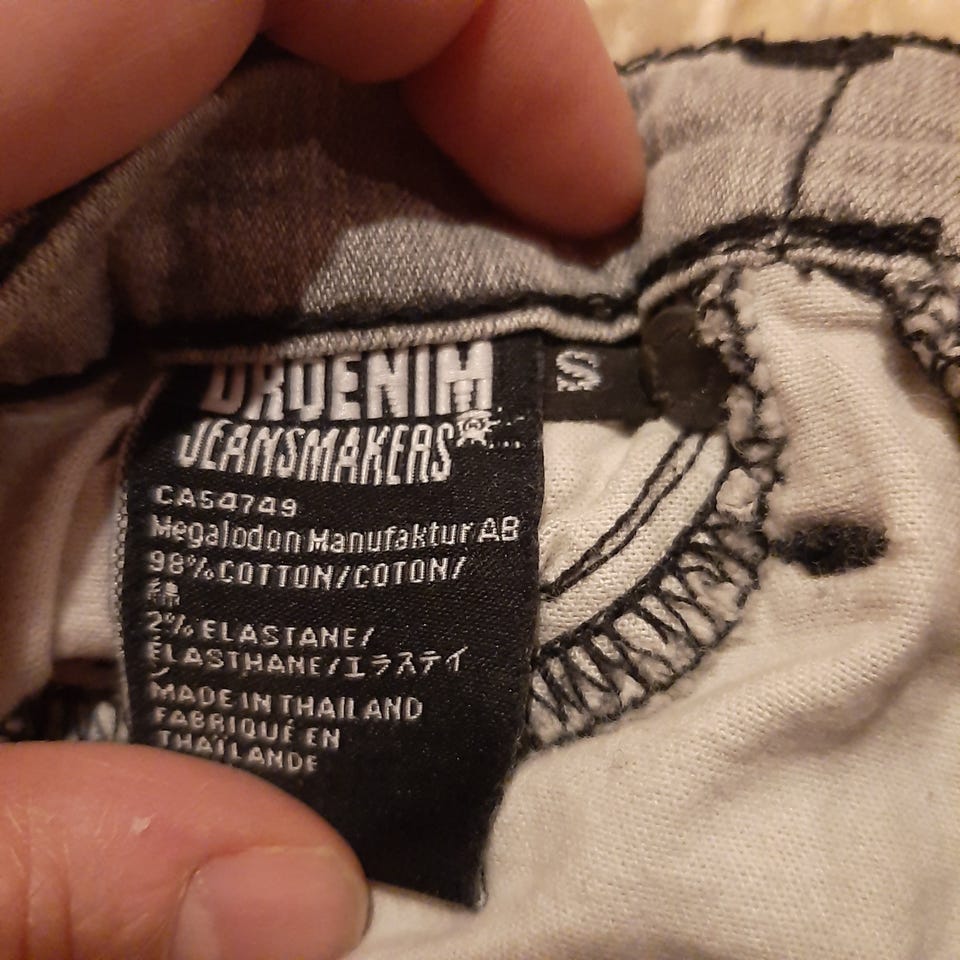 DRDENIM
JEANSMAKERS
S
CA54749
Megalodon Manufaktur AB
98% COTTON/COTON/
綿
2% ELASTANE/
ELASTHANE/エラステイ
ン
MADE IN THAILAND
FABRIQUÉ EN
THAÏLANDE